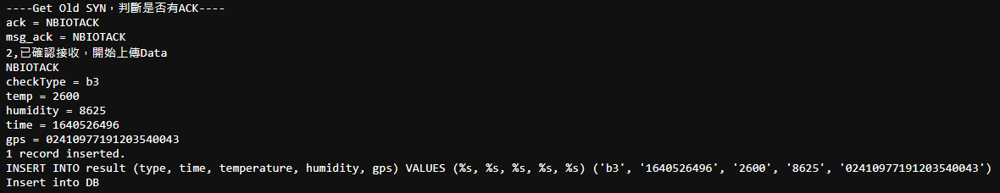 ----Get Old SYN，判斷是否有ACK----
ack = NBIOTACK
msg_ack = NBIOTACK
2,已確認接收，開始上傳Data
NBIOTACK
checkType = b3
temp = 2600
humidity = 8625
time = 1640526496
gps = 02410977191203540043
1 record inserted.
INSERT INTO result (type, time, temperature, humidity, gps) VALUES (%s, %s, %s, %s, %s) ('b3', '1640526496', '2600', '8625', '02410977191203540043')
Insert into DB